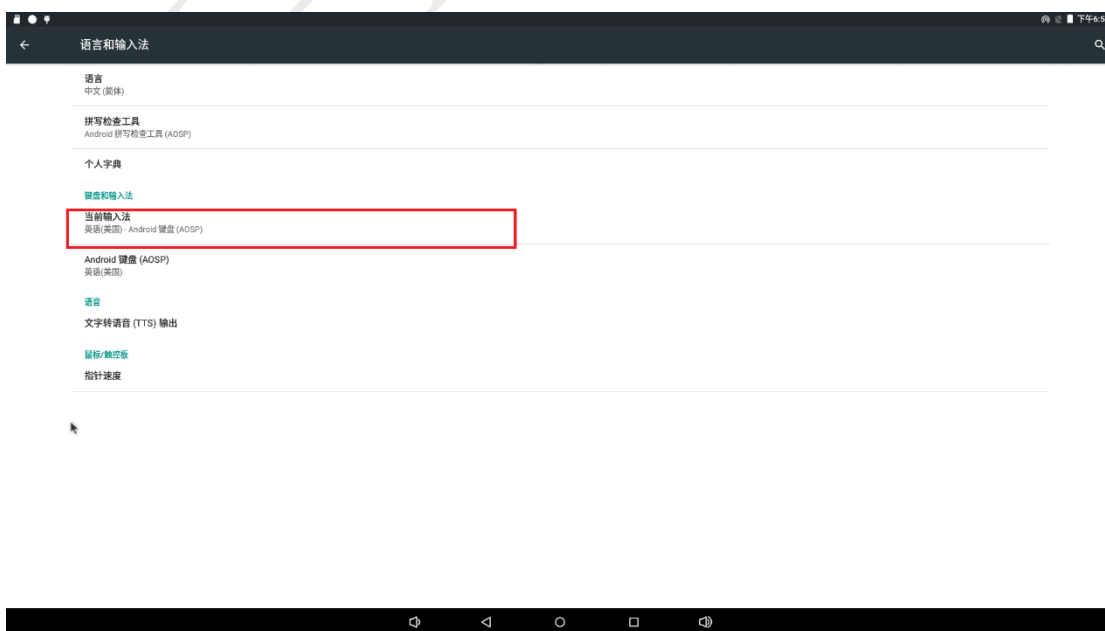 下午6:5
语言和输入法
语言
中文 (简体)
拼写检查工具
Android 拼写检查工具 (AOSP)
个人字典
键盘和输入法
当前输入法
英语(美国) - Android 键盘 (AOSP)
Android 键盘 (AOSP)
英语(美国)
语音
文字转语音 (TTS) 输出
鼠标/触控板
指针速度